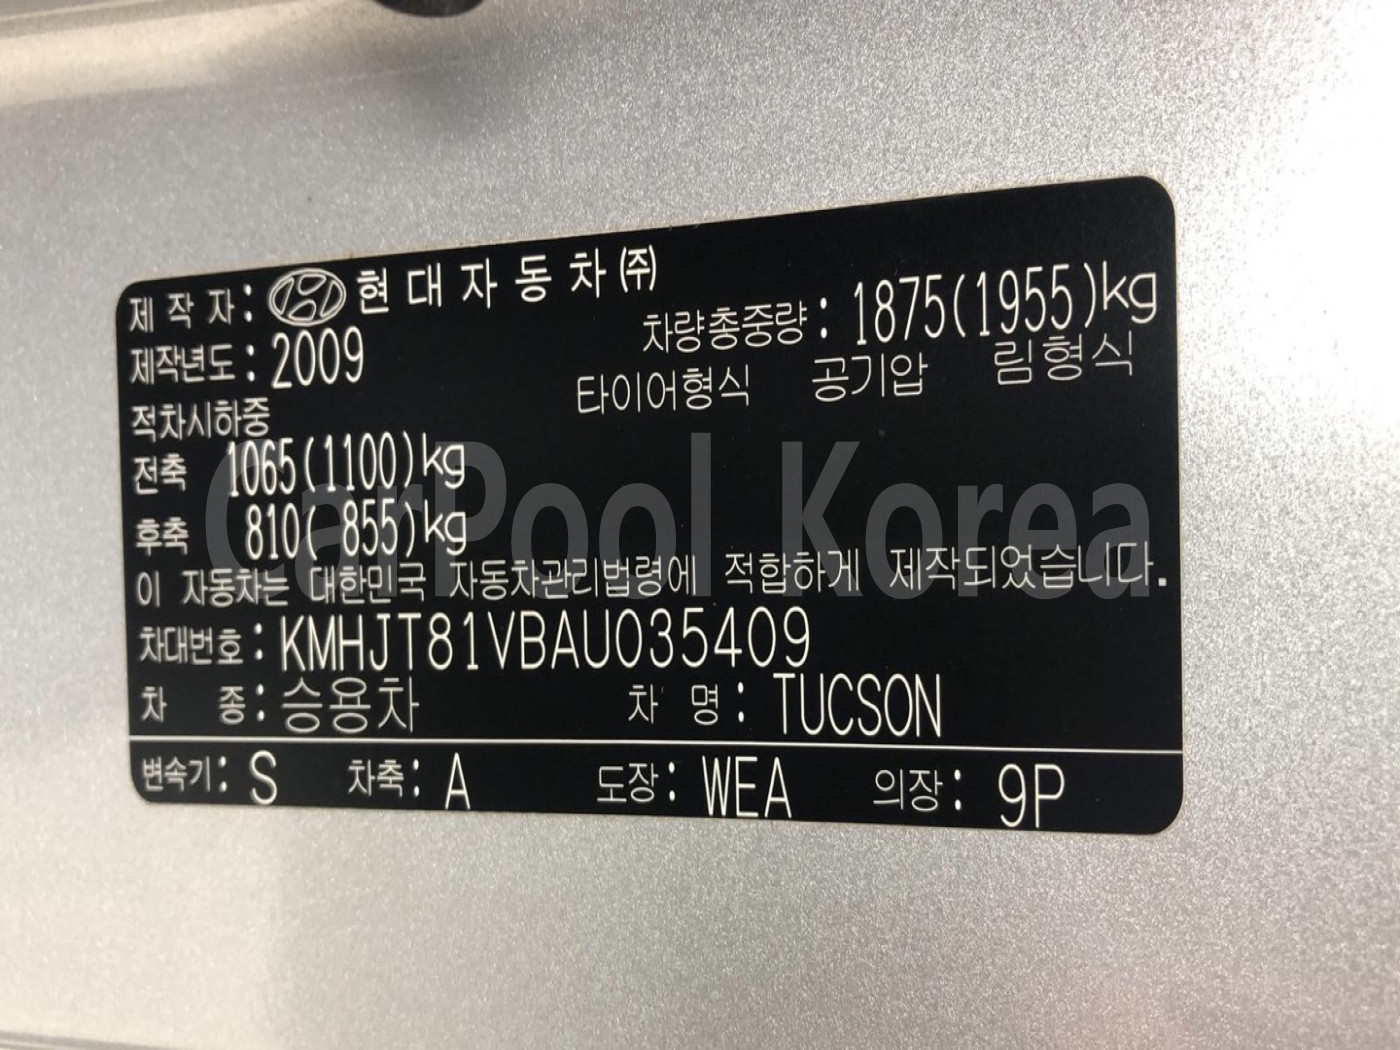 제 작 자: 현 대 자 동 차 ㈜
차량총중량: 1875(1955)kg
제작년도: 2009
타이어형식 공기압 림형식
적차시하중
전축 1065(1100)kg
후축 810( 855)kg
이 자동차는 대한민국 자동차관리법령에 적합하게 제작되었습니다.
차대번호: KMHJT81VBAU035409
차 종: 승용차 차 명: TUCSON
변속기: S 차축: A 도장: WEA 의장: 9P
CarPool Korea